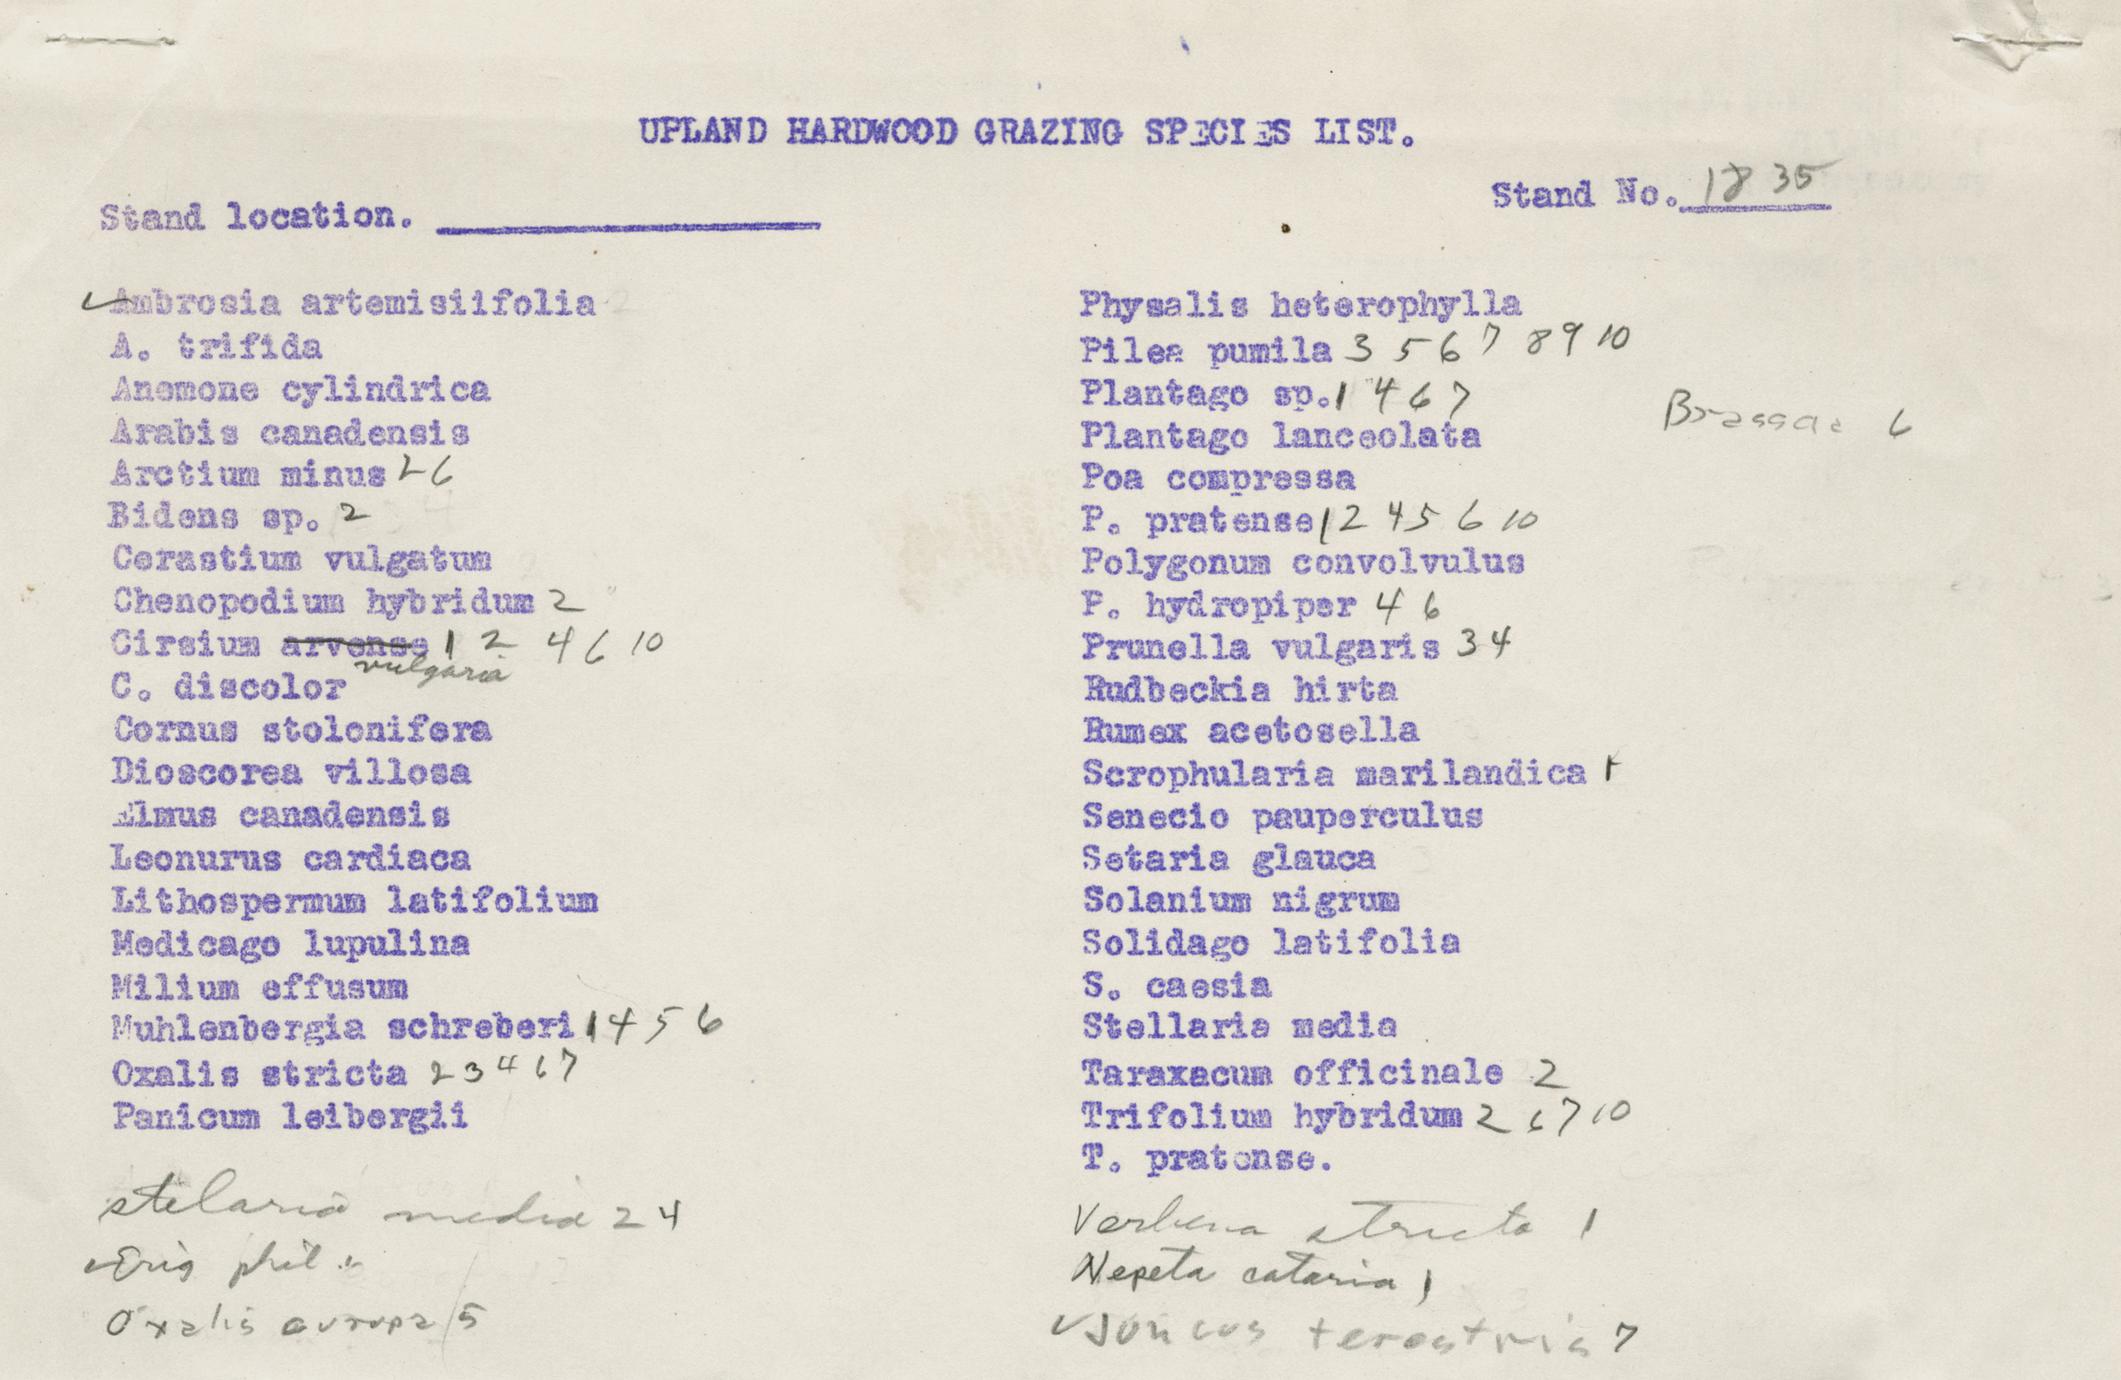 UPLAND HARDWOOD GRAZING SPECIES LIST.
Stand No. 1835
Stand location.
✓ Ambrosia artemisiifolia
A. trifida
Anemone cylindrica
Arabis canadensis
Arctium minus 2 6
Bidens sp. 2
Cerastium vulgatum
Chenopodium hybridum 2
Cirsium arvense 1 2 4 6 10
vulgaria
C. discolor
Cornus stolonifera
Dioscorea villosa
Elmus canadensis
Leonurus cardiaca
Lithospermum latifolium
Medicago lupulina
Milium effusum
Muhlenbergia schreberi 1 4 5 6
Oxalis stricta 2 3 4 6 7
Panicum leibergii
stelaria media 2 4
✓ Erig phil..
Oxalis europa 5
Physalis heterophylla
Pilea pumila 3 5 6 7 8 9 10
Plantago sp. 1 4 6 7
Brassae 6
Plantago lanceolata
Poa compressa
P. pratense 1 2 4 5 6 10
Polygonum convolvulus
P. hydropiper 4 6
Prunella vulgaris 3 4
Rudbeckia hirta
Rumex acetosella
Scrophularia marilandica 1
Senecio pauperculus
Setaria glauca
Solanium nigrum
Solidago latifolia
S. caesia
Stellaria media
Taraxacum officinale 2
Trifolium hybridum 2 6 7 10
T. pratense.
Verbena stricta 1
Nepeta cataria 1
✓ Juncus terestris 7